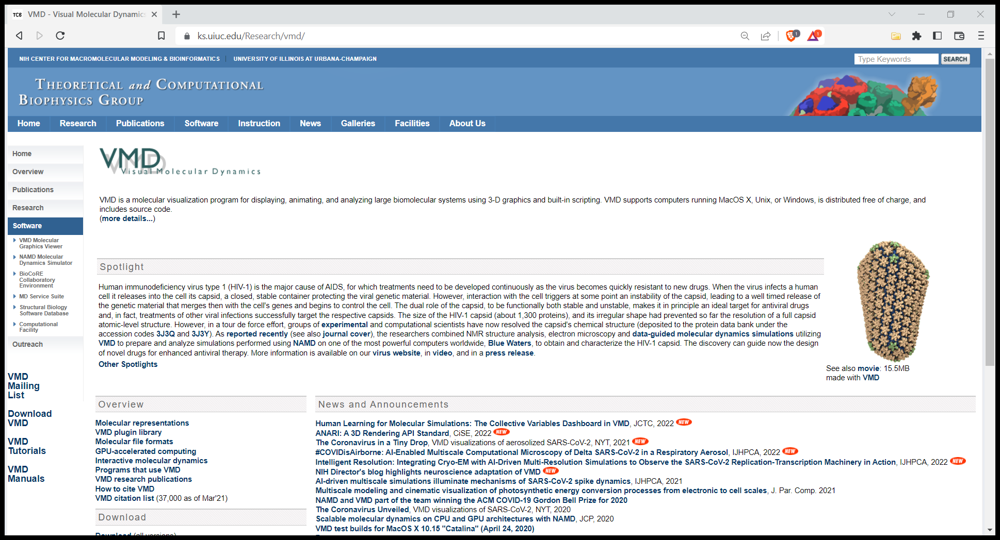 TCB VMD - Visual Molecular Dynamics
ks.uiuc.edu/Research/vmd/
1
1
NIH CENTER FOR MACROMOLECULAR MODELING & BIOINFORMATICS
UNIVERSITY OF ILLINOIS AT URBANA-CHAMPAIGN
Type Keywords
SEARCH
THEORETICAL and COMPUTATIONAL
BIOPHYSICS GROUP
Home Research Publications Software Instruction News Galleries Facilities About Us
Home
Overview
Publications
Research
Software
VMD Molecular
Graphics Viewer
NAMD Molecular
Dynamics Simulator
BioCoRE
Collaboratory
Environment
MD Service Suite
Structural Biology
Software Database
Computational
Facility
Outreach
VMD
Mailing
List
Download
VMD
VMD
Tutorials
VMD
Manuals
VMD
Visual Molecular Dynamics
VMD is a molecular visualization program for displaying, animating, and analyzing large biomolecular systems using 3-D graphics and built-in scripting. VMD supports computers running MacOS X, Unix, or Windows, is distributed free of charge, and
includes source code.
(more details...)
Spotlight
Human immunodeficiency virus type 1 (HIV-1) is the major cause of AIDS, for which treatments need to be developed continuously as the virus becomes quickly resistant to new drugs. When the virus infects a human
cell it releases into the cell its capsid, a closed, stable container protecting the viral genetic material. However, interaction with the cell triggers at some point an instability of the capsid, leading to a well timed release of
the genetic material that merges then with the cell's genes and begins to control the cell. The dual role of the capsid, to be functionally both stable and unstable, makes it in principle an ideal target for antiviral drugs
and, in fact, treatments of other viral infections successfully target the respective capsids. The size of the HIV-1 capsid (about 1,300 proteins), and its irregular shape had prevented so far the resolution of a full capsid
atomic-level structure. However, in a tour de force effort, groups of experimental and computational scientists have now resolved the capsid's chemical structure (deposited to the protein data bank under the
accession codes 3J3Q and 3J3Y). As reported recently (see also journal cover), the researchers combined NMR structure analysis, electron microscopy and data-guided molecular dynamics simulations utilizing
VMD to prepare and analyze simulations performed using NAMD on one of the most powerful computers worldwide, Blue Waters, to obtain and characterize the HIV-1 capsid. The discovery can guide now the design
of novel drugs for enhanced antiviral therapy. More information is available on our virus website, in video, and in a press release.
Other Spotlights
See also movie: 15.5MB
made with VMD
Overview
Molecular representations
VMD plugin library
Molecular file formats
GPU-accelerated computing
Interactive molecular dynamics
Programs that use VMD
VMD research publications
How to cite VMD
VMD citation list (37,000 as of Mar'21)
Download
Download (all versions)
News and Announcements
Human Learning for Molecular Simulations: The Collective Variables Dashboard in VMD, JCTC, 2022 NEW
ANARI: A 3D Rendering API Standard, CiSE, 2022 NEW
The Coronavirus in a Tiny Drop, VMD visualizations of aerosolized SARS-CoV-2, NYT, 2021 NEW
#COVIDisAirborne: AI-Enabled Multiscale Computational Microscopy of Delta SARS-CoV-2 in a Respiratory Aerosol, IJHPCA, 2022 NEW
Intelligent Resolution: Integrating Cryo-EM with AI-Driven Multi-Resolution Simulations to Observe the SARS-CoV-2 Replication-Transcription Machinery in Action, IJHPCA, 2022 NEW
NIH Director's blog highlights neuroscience adaptation of VMD NEW
AI-driven multiscale simulations illuminate mechanisms of SARS-CoV-2 spike dynamics, IJHPCA, 2021
Multiscale modeling and cinematic visualization of photosynthetic energy conversion processes from electronic to cell scales, J. Par. Comp. 2021
NAMD and VMD part of the team winning the ACM COVID-19 Gordon Bell Prize for 2020
The Coronavirus Unveiled, VMD visualizations of SARS-CoV-2, NYT, 2020
Scalable molecular dynamics on CPU and GPU architectures with NAMD, JCP, 2020
VMD test builds for MacOS X 10.15 "Catalina" (April 24, 2020)